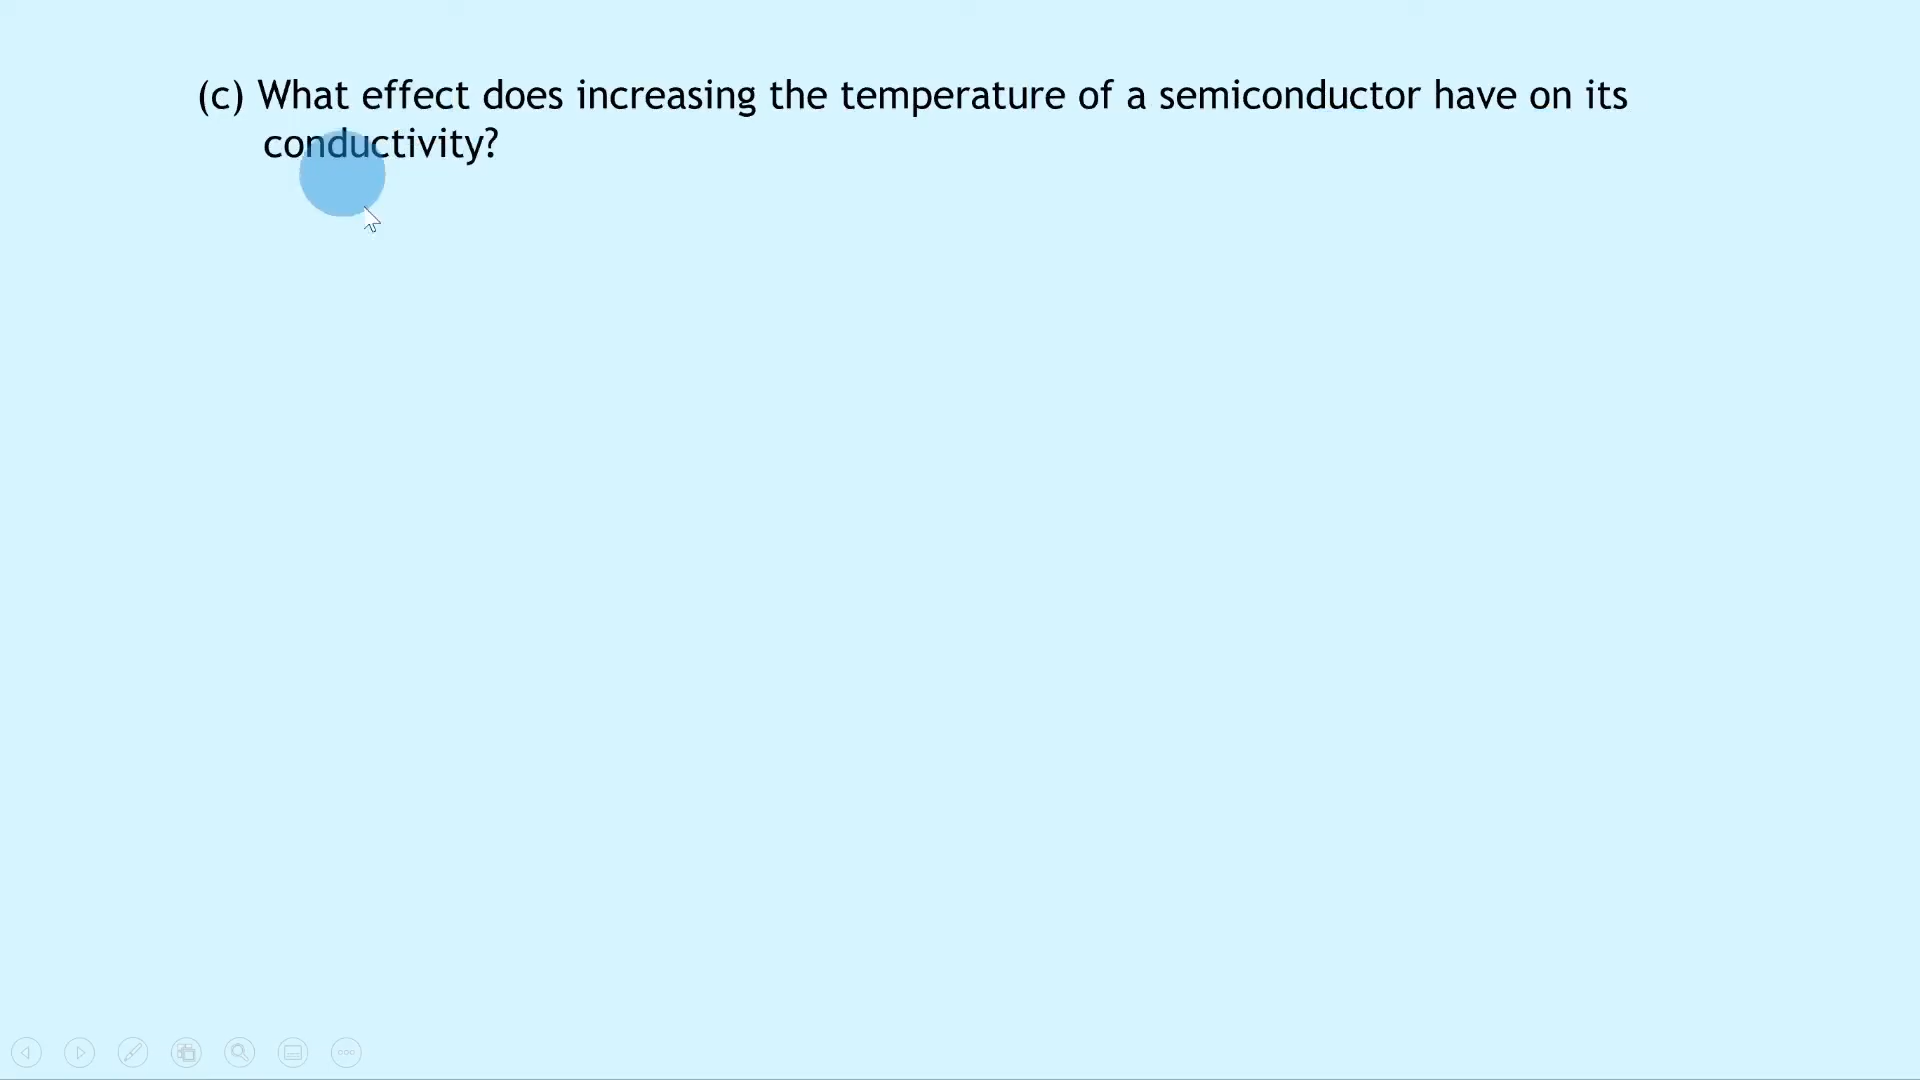 (c) What effect does increasing the temperature of a semiconductor have on its
conductivity?